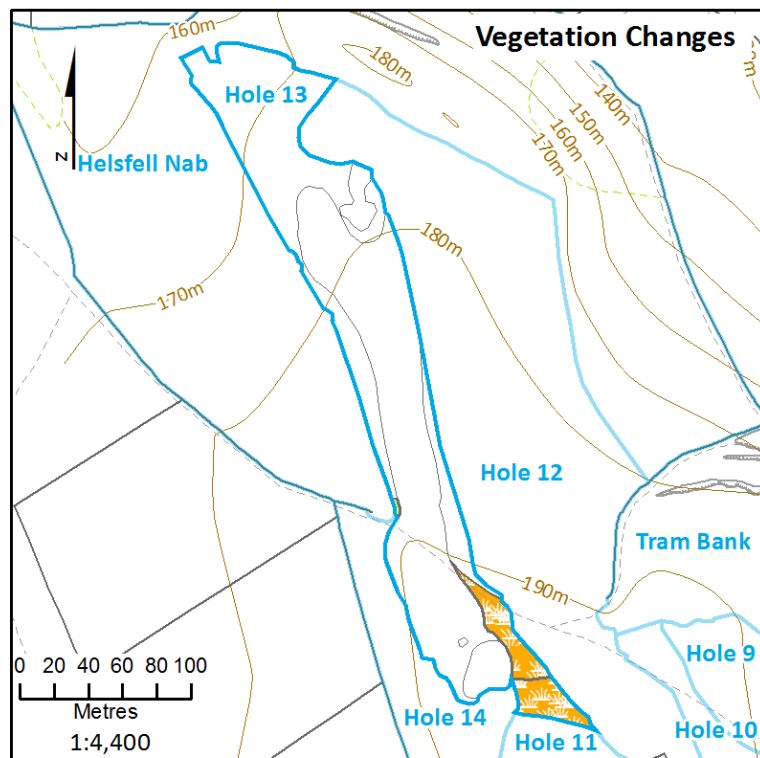 Vegetation Changes
160m
180m
140m
150m
160m
170m
Hole 13
N
Helsfell Nab
180m
170m
Hole 12
Tram Bank
190m
Hole 9
0 20 40 60 80 100
Metres
1:4,400
Hole 14
Hole 11
Hole 10